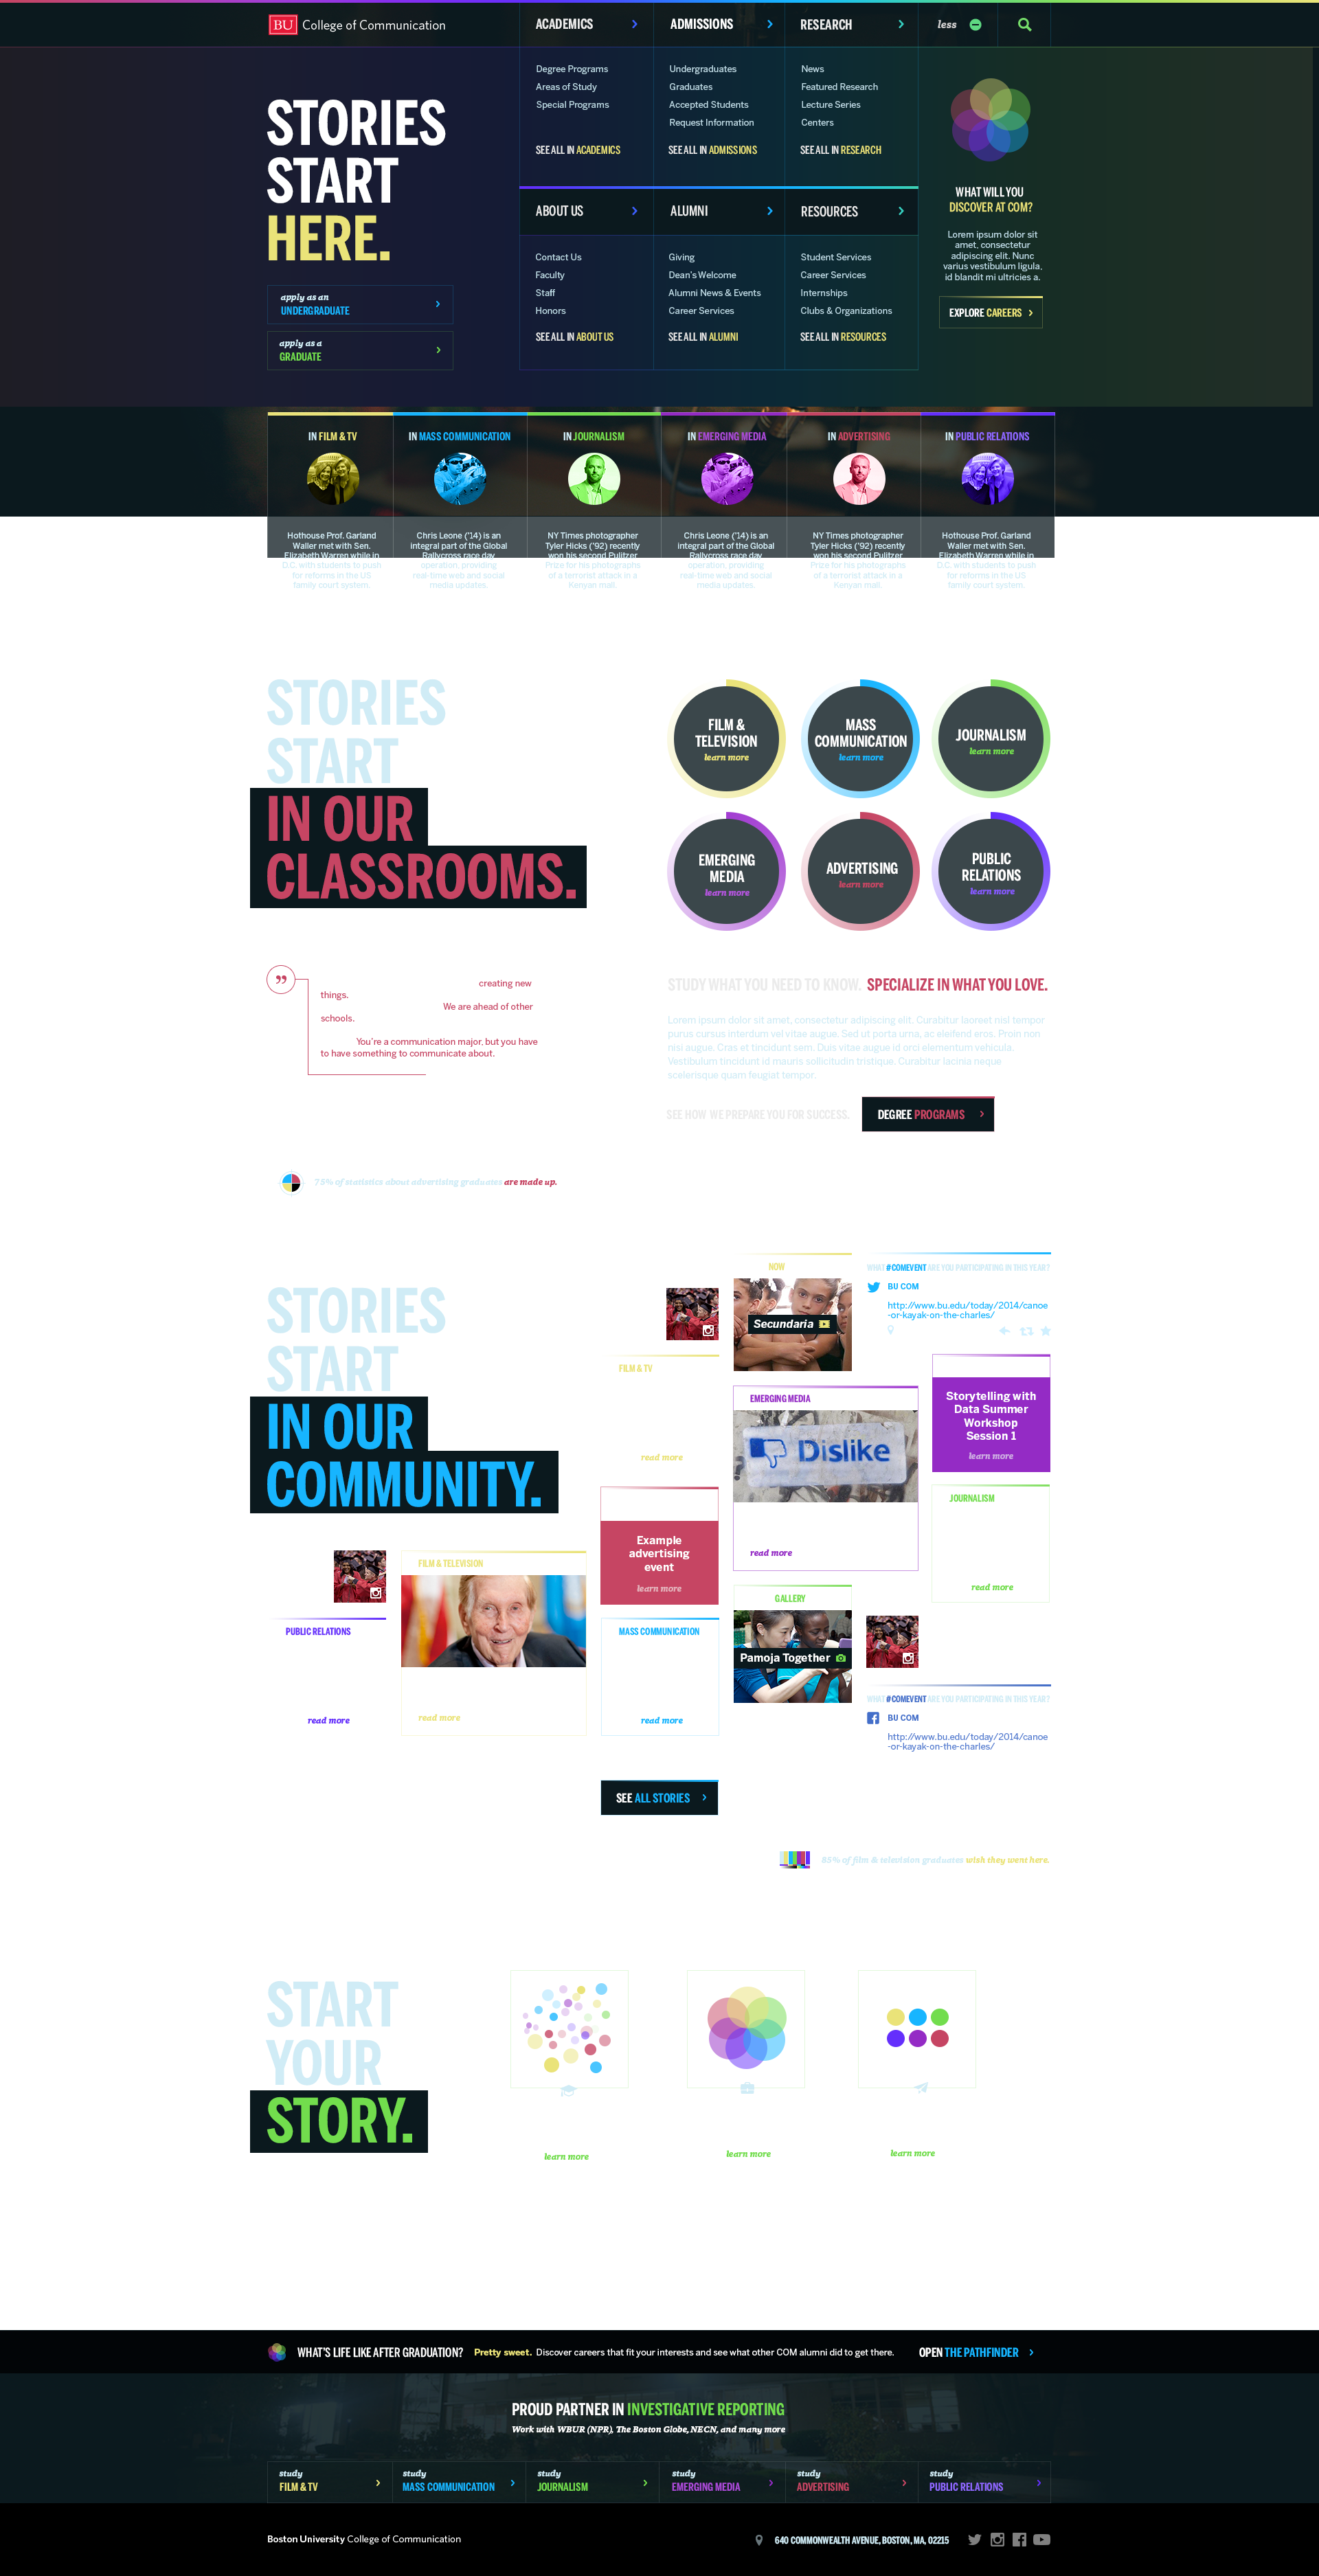 BU College of Communication
ACADEMICS
ADMISSIONS
RESEARCH
less
STORIES
START
HERE.
apply as an
UNDERGRADUATE
apply as a
GRADUATE
Degree Programs
Areas of Study
Special Programs
SEE ALL IN ACADEMICS
Undergraduates
Graduates
Accepted Students
Request Information
SEE ALL IN ADMISSIONS
News
Featured Research
Lecture Series
Centers
SEE ALL IN RESEARCH
ABOUT US
ALUMNI
RESOURCES
Contact Us
Faculty
Staff
Honors
SEE ALL IN ABOUT US
Giving
Dean's Welcome
Alumni News & Events
Career Services
SEE ALL IN ALUMNI
Student Services
Career Services
Internships
Clubs & Organizations
SEE ALL IN RESOURCES
WHAT WILL YOU
DISCOVER AT COM?
Lorem ipsum dolor sit
amet, consectetur
adipiscing elit. Nunc
varius vestibulum ligula,
id blandit mi ultricies a.
EXPLORE CAREERS
IN FILM & TV
Hothouse Prof. Garland
Waller met with Sen.
Elizabeth Warren while in
D.C. with students to push
for reforms in the US
family court system.
IN MASS COMMUNICATION
Chris Leone ('14) is an
integral part of the Global
Rallycross race day
operation, providing
real-time web and social
media updates.
IN JOURNALISM
NY Times photographer
Tyler Hicks ('92) recently
won his second Pulitzer
Prize for his photographs
of a terrorist attack in a
Kenyan mall.
IN EMERGING MEDIA
Chris Leone ('14) is an
integral part of the Global
Rallycross race day
operation, providing
real-time web and social
media updates.
IN ADVERTISING
NY Times photographer
Tyler Hicks ('92) recently
won his second Pulitzer
Prize for his photographs
of a terrorist attack in a
Kenyan mall.
IN PUBLIC RELATIONS
Hothouse Prof. Garland
Waller met with Sen.
Elizabeth Warren while in
D.C. with students to push
for reforms in the US
family court system.
STORIES
START
IN OUR
CLASSROOMS.
FILM &
TELEVISION
learn more
MASS
COMMUNICATION
learn more
JOURNALISM
learn more
EMERGING
MEDIA
learn more
ADVERTISING
learn more
PUBLIC
RELATIONS
learn more
creating new
things.
We are ahead of other
schools.
You're a communication major, but you have
to have something to communicate about.
STUDY WHAT YOU NEED TO KNOW. SPECIALIZE IN WHAT YOU LOVE.
Lorem ipsum dolor sit amet, consectetur adipiscing elit. Curabitur laoreet nisl tempor
purus cursus interdum vel vitae augue. Sed ut porta urna, ac eleifend eros. Proin non
nisi augue. Cras et tincidunt sem. Duis vitae augue id orci elementum vehicula.
Vestibulum tincidunt id mauris sollicitudin tristique. Curabitur lacinia neque
scelerisque quam feugiat tempor.
SEE HOW WE PREPARE YOU FOR SUCCESS.
DEGREE PROGRAMS
75% of statistics about advertising graduates are made up.
STORIES
START
IN OUR
COMMUNITY.
NOW
Secundaria
WHAT #COMEVENT ARE YOU PARTICIPATING IN THIS YEAR?
BU COM
http://www.bu.edu/today/2014/canoe
-or-kayak-on-the-charles/
FILM & TV
read more
EMERGING MEDIA
Dislike
read more
Storytelling with
Data Summer
Workshop
Session 1
learn more
Example
advertising
event
learn more
JOURNALISM
read more
FILM & TELEVISION
read more
PUBLIC RELATIONS
read more
MASS COMMUNICATION
read more
GALLERY
Pamoja Together
WHAT #COMEVENT ARE YOU PARTICIPATING IN THIS YEAR?
BU COM
http://www.bu.edu/today/2014/canoe
-or-kayak-on-the-charles/
SEE ALL STORIES
85% of film & television graduates wish they went here.
START
YOUR
STORY.
learn more
learn more
learn more
WHAT'S LIFE LIKE AFTER GRADUATION? Pretty sweet. Discover careers that fit your interests and see what other COM alumni did to get there. OPEN THE PATHFINDER
PROUD PARTNER IN INVESTIGATIVE REPORTING
Work with WBUR (NPR), The Boston Globe, NECN, and many more
study
FILM & TV
study
MASS COMMUNICATION
study
JOURNALISM
study
EMERGING MEDIA
study
ADVERTISING
study
PUBLIC RELATIONS
Boston University College of Communication
640 COMMONWEALTH AVENUE, BOSTON, MA, 02215